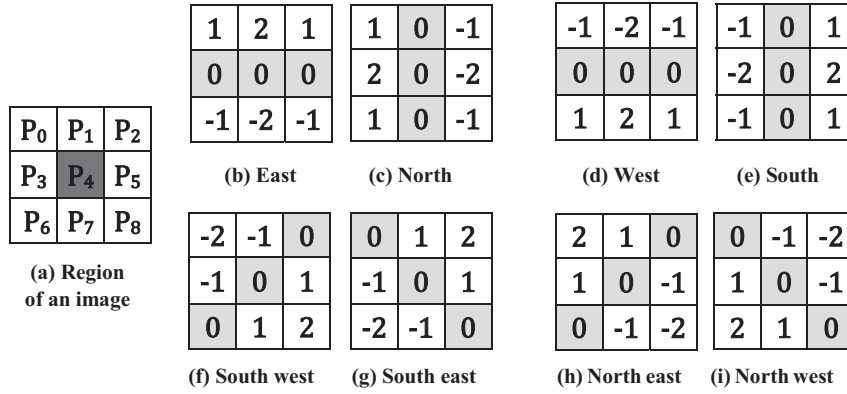 1 2 1
0 0 0
-1 -2 -1
1 0 -1
2 0 -2
1 0 -1
-1 -2 -1
0 0 0
1 2 1
-1 0 1
-2 0 2
-1 0 1
P0 P1 P2
P3 P4 P5
P6 P7 P8
(a) Region
of an image
(b) East
(c) North
(d) West
(e) South
-2 -1 0
-1 0 1
0 1 2
0 1 2
-1 0 1
-2 -1 0
2 1 0
1 0 -1
0 -1 -2
0 -1 -2
1 0 -1
2 1 0
(f) South west
(g) South east
(h) North east
(i) North west